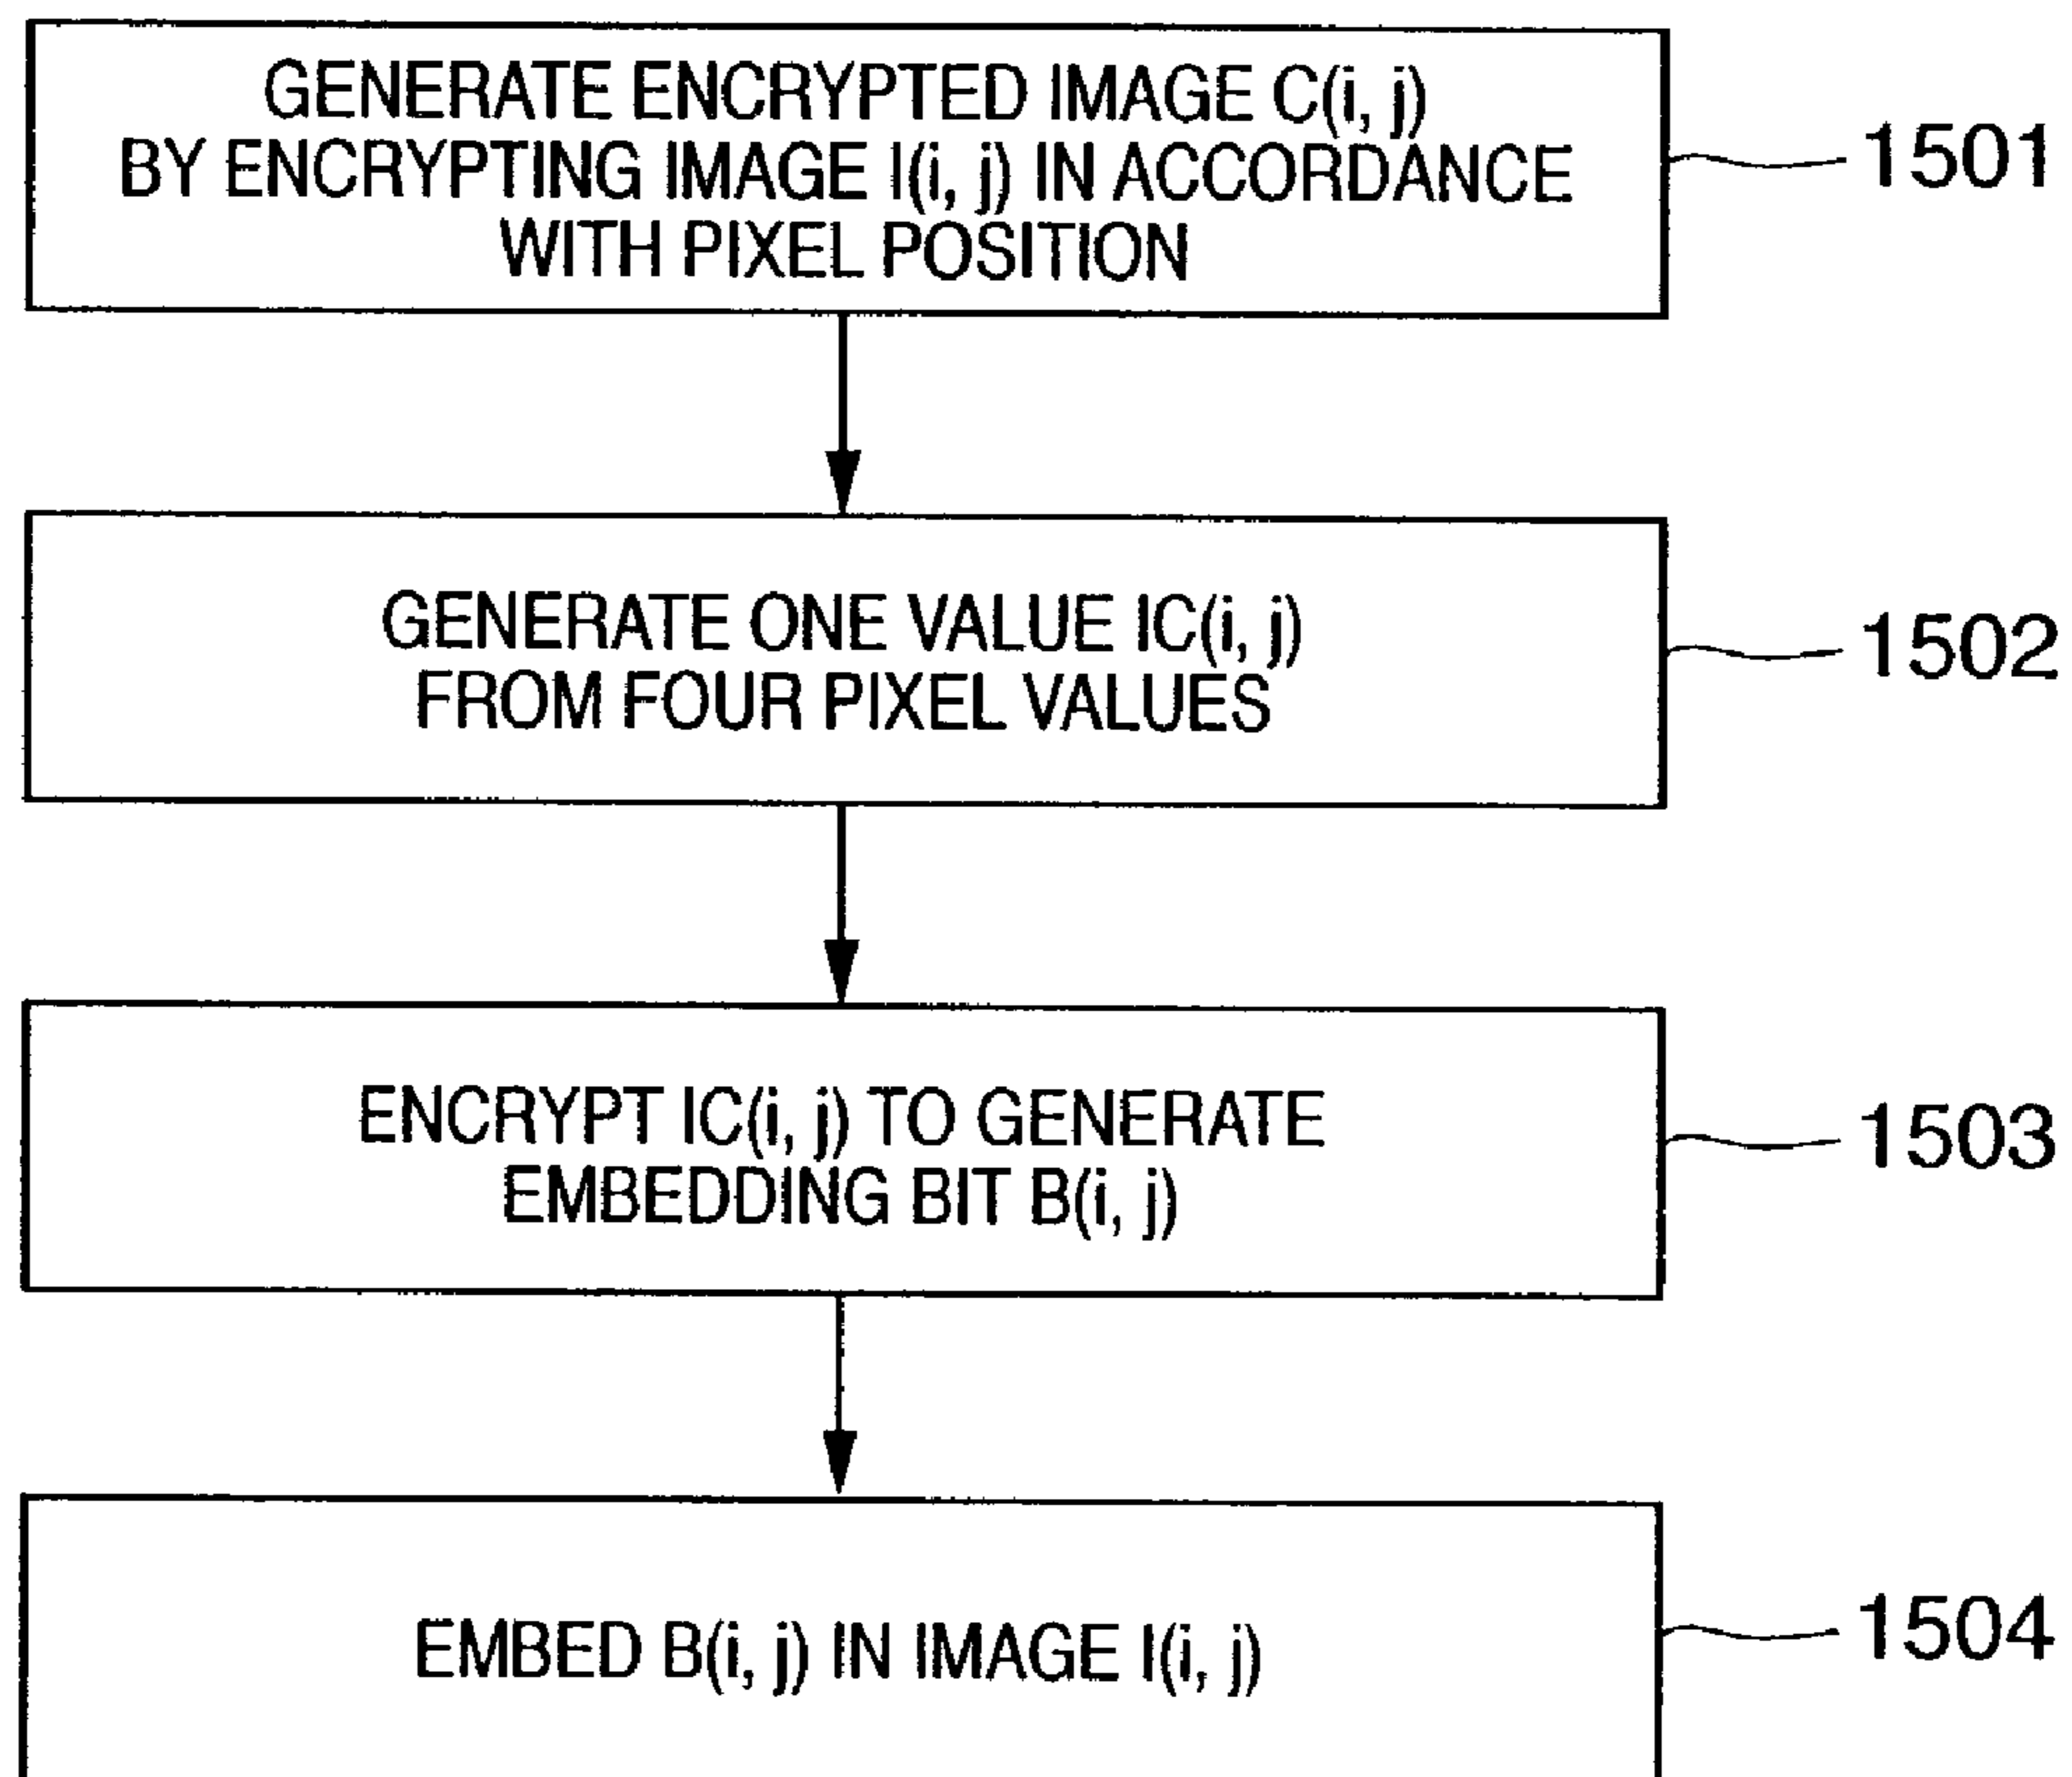 GENERATE ENCRYPTED IMAGE C(i, j)
BY ENCRYPTING IMAGE I(i, j) IN ACCORDANCE
WITH PIXEL POSITION
1501
GENERATE ONE VALUE IC(i, j)
FROM FOUR PIXEL VALUES
1502
ENCRYPT IC(i, j) TO GENERATE
EMBEDDING BIT B(i, j)
1503
EMBED B(i, j) IN IMAGE I(i, j)
1504